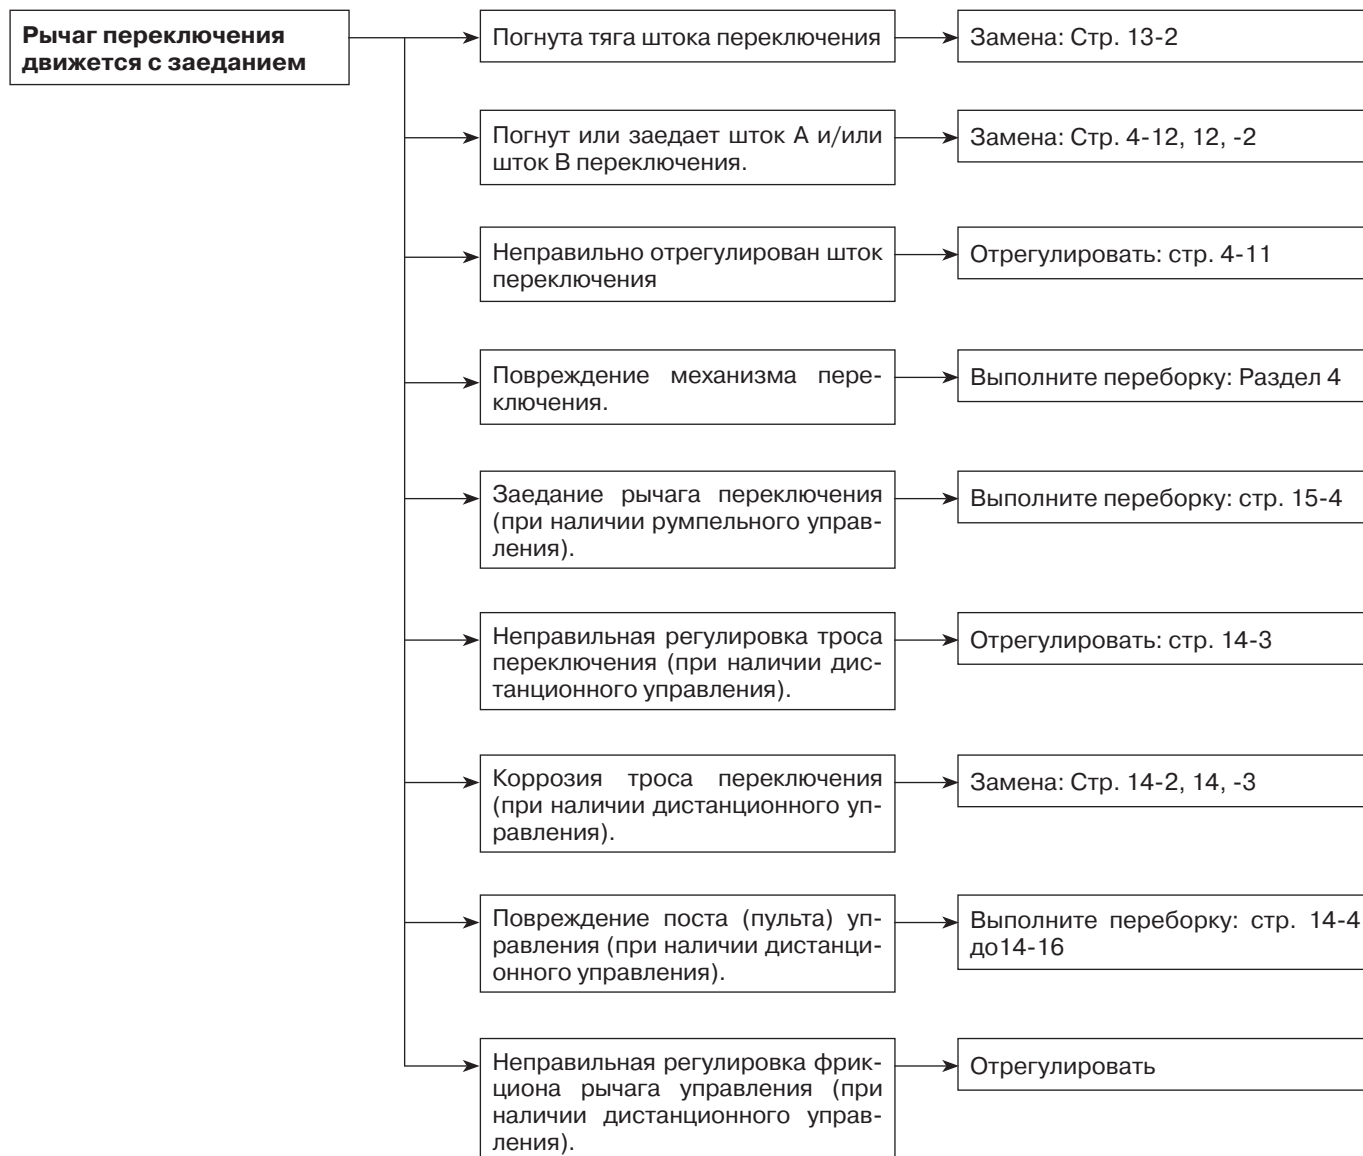 Рычаг переключения
движется с заеданием
Погнута тяга штока переключения
Замена: Стр. 13-2
Погнут или заедает шток А и/или
шток В переключения.
Замена: Стр. 4-12, 12, -2
Неправильно отрегулирован шток
переключения
Отрегулировать: стр. 4-11
Повреждение механизма пере-
ключения.
Выполните переборку: Раздел 4
Заедание рычага переключения
(при наличии румпельного управ-
ления).
Выполните переборку: стр. 15-4
Неправильная регулировка троса
переключения (при наличии дис-
танционного управления).
Отрегулировать: стр. 14-3
Коррозия троса переключения
(при наличии дистанционного уп-
равления).
Замена: Стр. 14-2, 14, -3
Повреждение поста (пульта) уп-
равления (при наличии дистанци-
онного управления).
Выполните переборку: стр. 14-4
до14-16
Неправильная регулировка фрик-
циона рычага управления (при
наличии дистанционного управ-
ления).
Отрегулировать